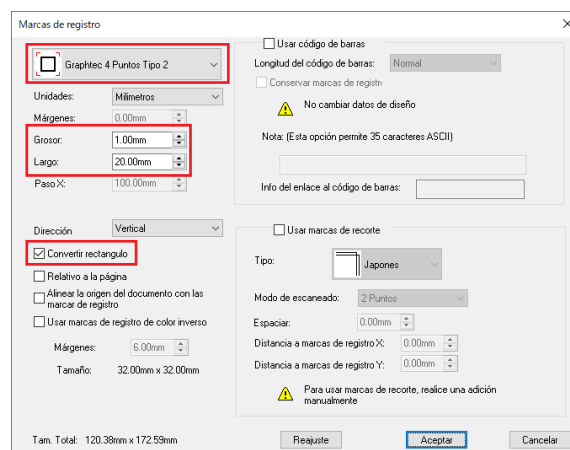 Marcas de registro
Graphtec 4 Puntos Tipo 2
Unidades: Milimetros
Márgenes: 0.00mm
Grosor: 1.00mm
Largo: 20.00mm
Paso X: 100.00mm
Dirección Vertical
Convertir rectangulo
Relativo a la página
Alinear la origen del documento con las
marcar de registro
Usar marcas de registro de color inverso
Márgenes: 6.00mm
Tamaño: 32.00mm x 32.00mm
Tam. Total: 120.38mm x 172.59mm
Usar código de barras
Longitud del código de barras: Normal
Conservar marcas de registr
No cambiar datos de
diseño
Nota: (Esta opción permite 35
caracteres ASCII)
Info del enlace al código de barras:
Usar marcas de recorte
Tipo: Japones
Modo de escaneado: 2 Puntos
Espaciar: 0.00mm
Distancia a marcas de registro X: 0.00mm
Distancia a marcas de registro Y: 0.00mm
Para usar marcas de recorte, realice una adición
manualmente
Reajuste
Aceptar
Cancelar